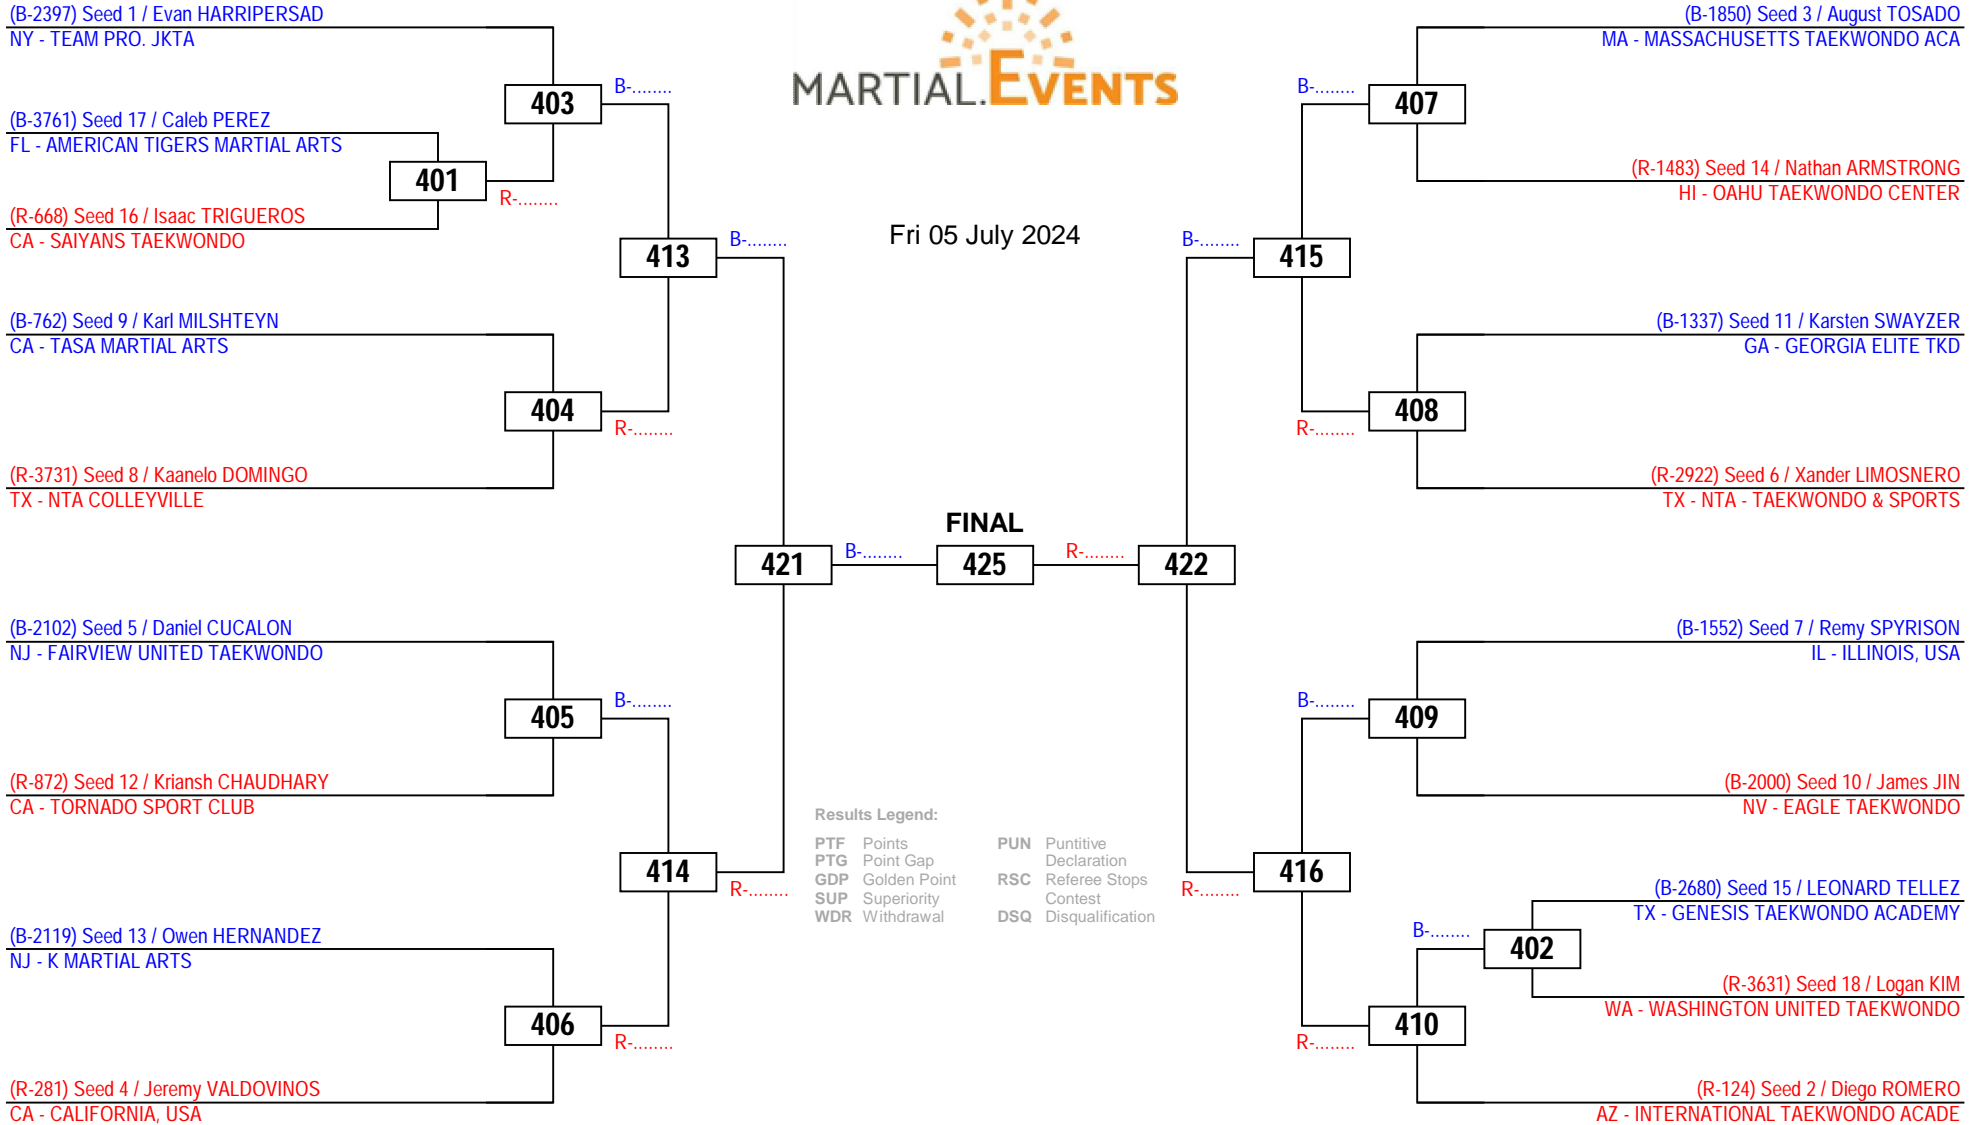 (B-2397) Seed 1 / Evan HARRIPERSAD
NY - TEAM PRO. JKTA
403
B-........
(B-3761) Seed 17 / Caleb PEREZ
FL - AMERICAN TIGERS MARTIAL ARTS
401
R-........
(R-668) Seed 16 / Isaac TRIGUEROS
CA - SAIYANS TAEKWONDO
413
B-........
(B-762) Seed 9 / Karl MILSHTEYN
CA - TASA MARTIAL ARTS
404
R-........
(R-3731) Seed 8 / Kaanelo DOMINGO
TX - NTA COLLEYVILLE
421
B-........
(B-2102) Seed 5 / Daniel CUCALON
NJ - FAIRVIEW UNITED TAEKWONDO
405
B-........
(R-872) Seed 12 / Kriansh CHAUDHARY
CA - TORNADO SPORT CLUB
414
R-........
(B-2119) Seed 13 / Owen HERNANDEZ
NJ - K MARTIAL ARTS
406
R-........
(R-281) Seed 4 / Jeremy VALDOVINOS
CA - CALIFORNIA, USA
MARTIAL.EVENTS
Fri 05 July 2024
FINAL
425
Results Legend:
PTF Points
PTG Point Gap
GDP Golden Point
SUP Superiority
WDR Withdrawal
PUN Puntitive
Declaration
RSC Referee Stops
Contest
DSQ Disqualification
(B-1850) Seed 3 / August TOSADO
MA - MASSACHUSETTS TAEKWONDO ACA
B-........
407
(R-1483) Seed 14 / Nathan ARMSTRONG
HI - OAHU TAEKWONDO CENTER
B-........
415
(B-1337) Seed 11 / Karsten SWAYZER
GA - GEORGIA ELITE TKD
408
R-........
(R-2922) Seed 6 / Xander LIMOSNERO
TX - NTA - TAEKWONDO & SPORTS
R-........
422
(B-1552) Seed 7 / Remy SPYRISON
IL - ILLINOIS, USA
B-........
409
(B-2000) Seed 10 / James JIN
NV - EAGLE TAEKWONDO
416
R-........
(B-2680) Seed 15 / LEONARD TELLEZ
TX - GENESIS TAEKWONDO ACADEMY
B-........
402
(R-3631) Seed 18 / Logan KIM
WA - WASHINGTON UNITED TAEKWONDO
410
R-........
(R-124) Seed 2 / Diego ROMERO
AZ - INTERNATIONAL TAEKWONDO ACADE